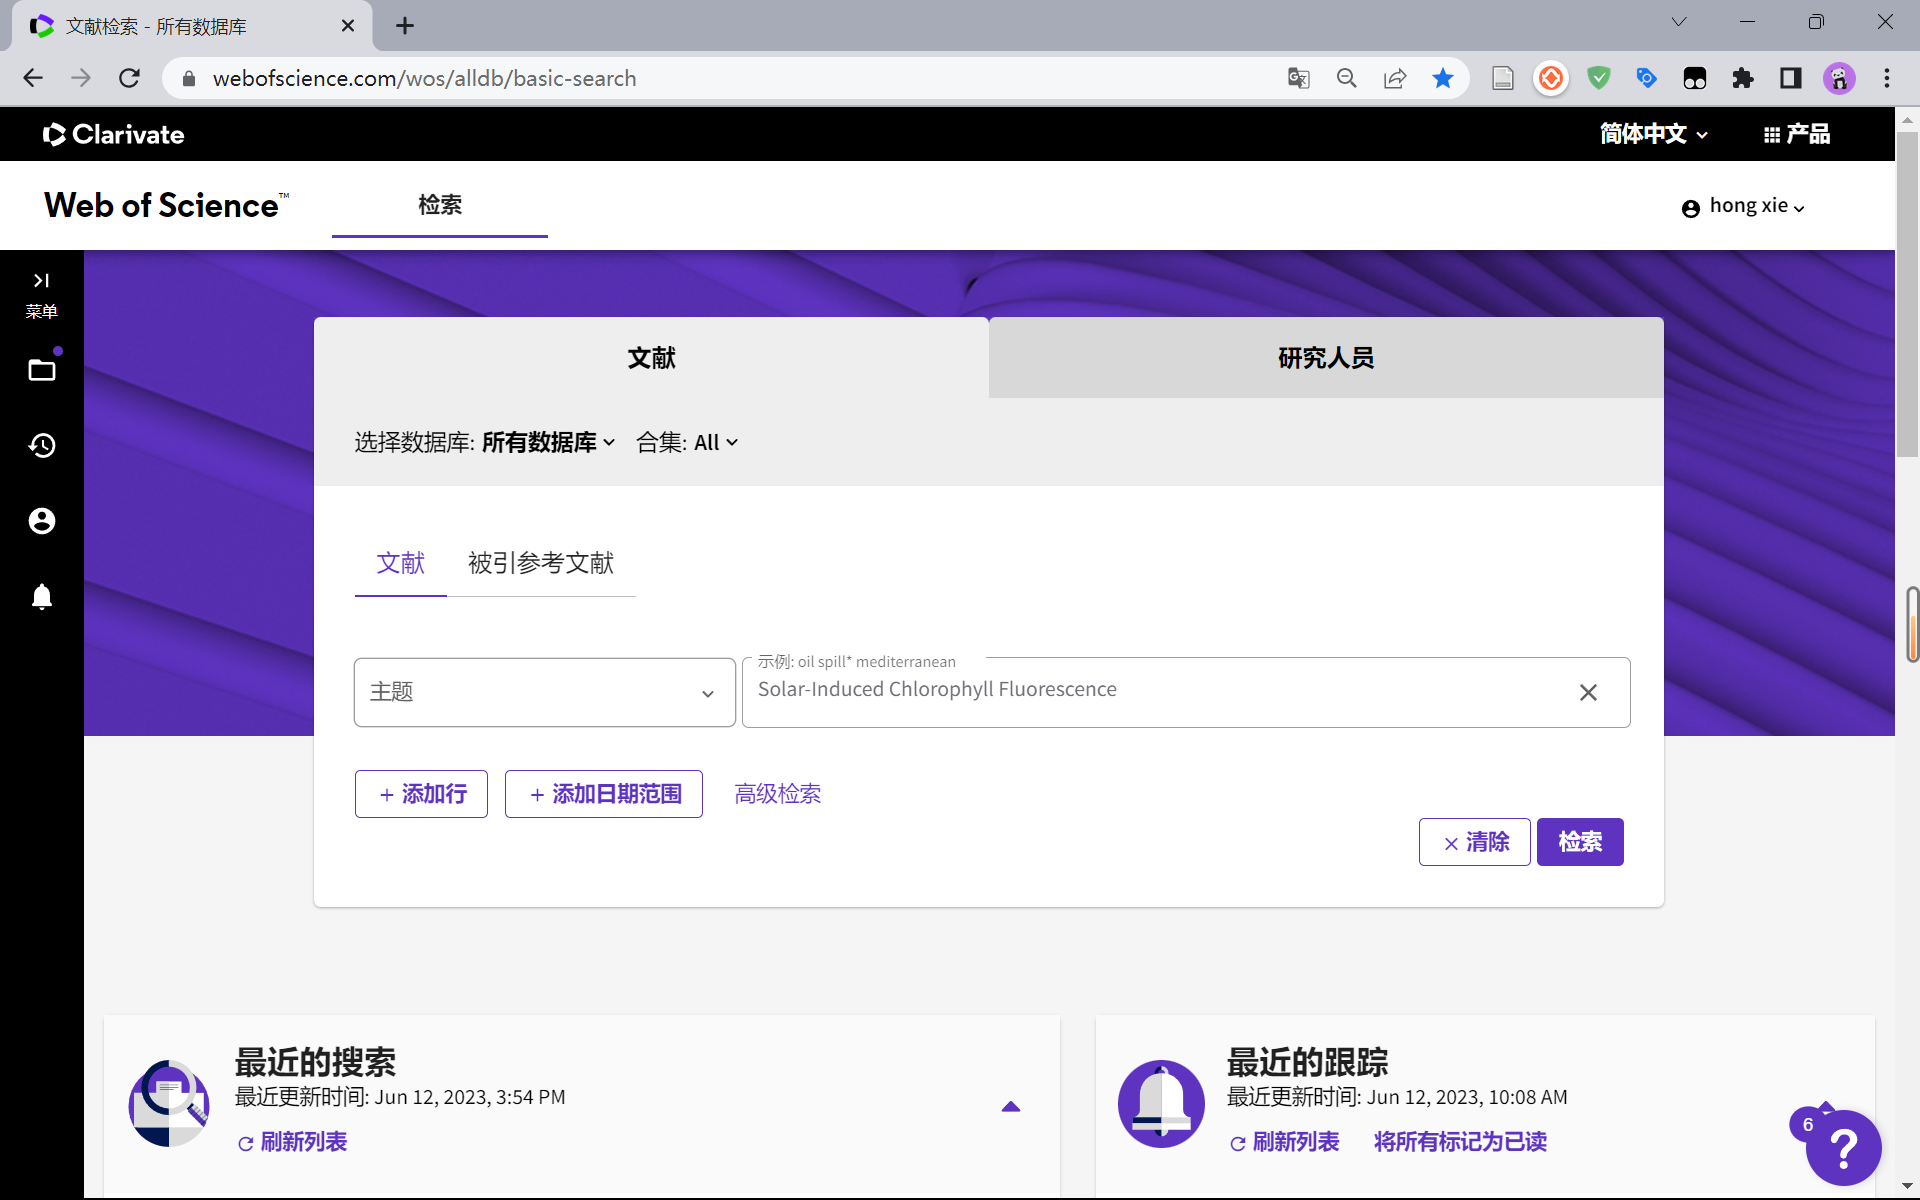 文献检索 - 所有数据库
webofscience.com/wos/alldb/basic-search
Clarivate
简体中文
产品
Web of Science™
检索
hong xie
菜单
文献
研究人员
选择数据库: 所有数据库 合集: All
文献
被引参考文献
主题
示例: oil spill* mediterranean
Solar-Induced Chlorophyll Fluorescence
+ 添加行
+ 添加日期范围
高级检索
× 清除
检索
最近的搜索
最近更新时间: Jun 12, 2023, 3:54 PM
刷新列表
最近的跟踪
最近更新时间: Jun 12, 2023, 10:08 AM
刷新列表
将所有标记为已读
6
?